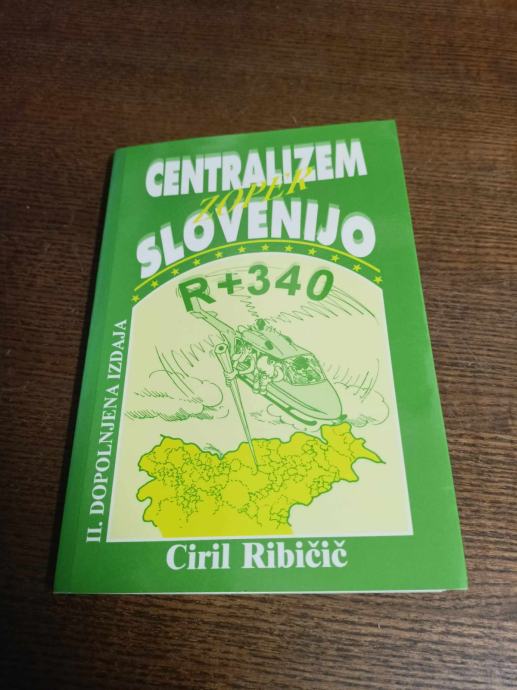 CENTRALIZEM
ZOPER
SLOVENIJO
R+340
II. DOPOLNJENA IZDAJA
Ciril Ribičič